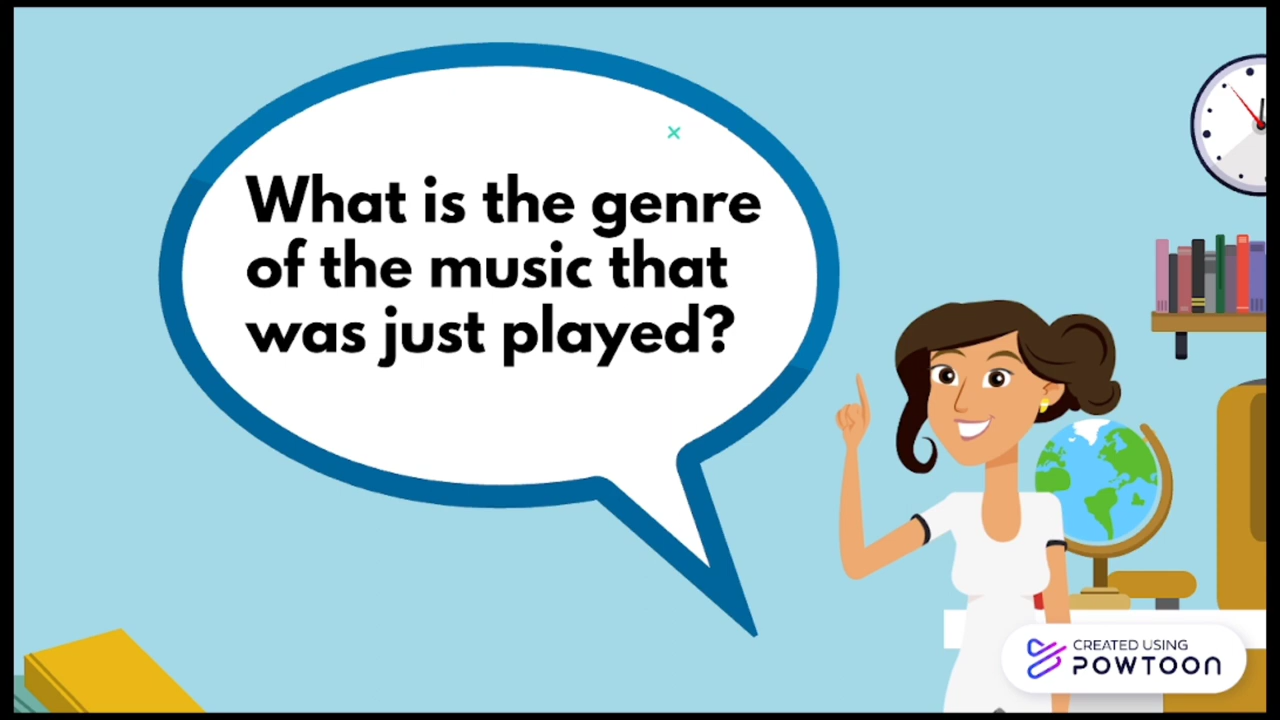 What is the genre
of the music that
was just played?
CREATED USING
POWTOON